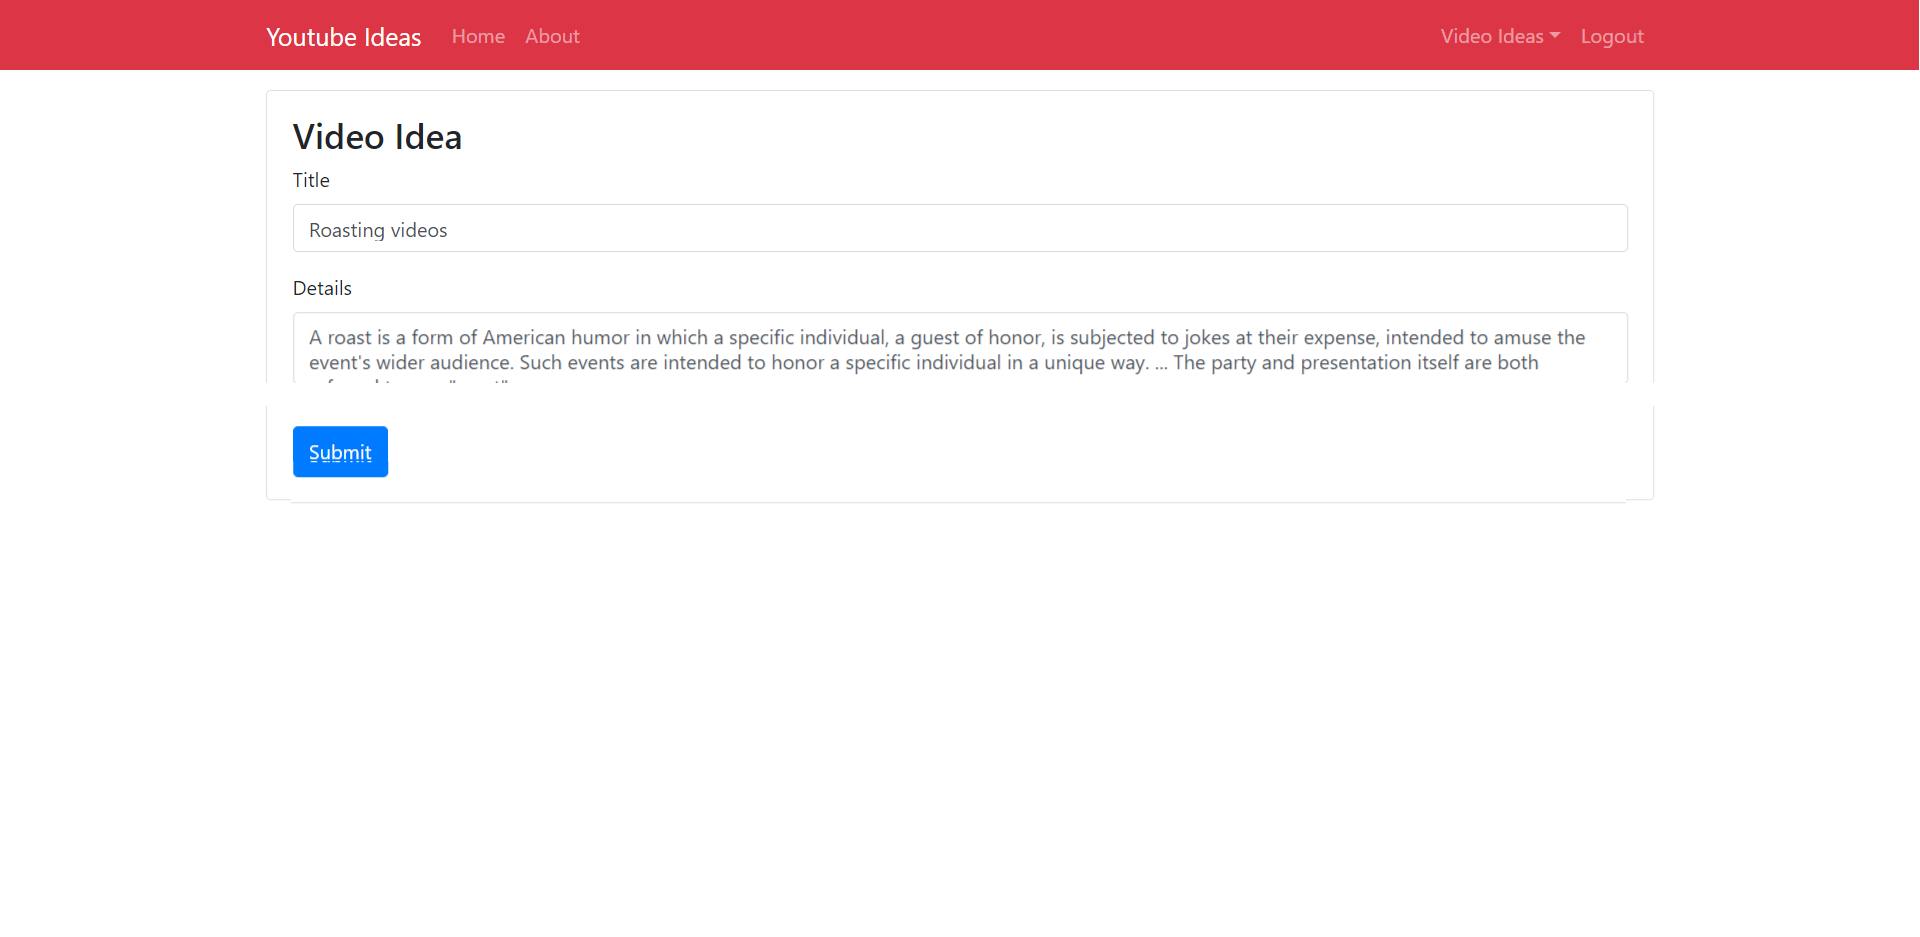 Youtube Ideas Home About Video Ideas Logout
Video Idea
Title
Roasting videos
Details
A roast is a form of American humor in which a specific individual, a guest of honor, is subjected to jokes at their expense, intended to amuse the
event's wider audience. Such events are intended to honor a specific individual in a unique way. ... The party and presentation itself are both
Submit